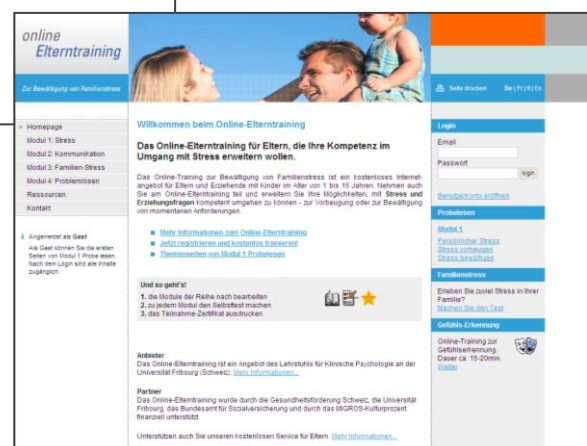 online
Elterntraining
Zur Bewältigung von Familienstress
Seite drucken De | Fr | It | En
Homepage
Modul 1: Stress
Modul 2: Kommunikation
Modul 3: Familien-Stress
Modul 4: Problemlösen
Ressourcen
Kontakt
Angemeldet als Gast
Als Gast können Sie die ersten
Seiten von Modul 1 Probe lesen.
Nach dem Login sind alle Inhalte
zugänglich.
Willkommen beim Online-Elterntraining
Das Online-Elterntraining für Eltern, die Ihre Kompetenz im
Umgang mit Stress erweitern wollen.
Das Online-Training zur Bewältigung von Familienstress ist ein kostenloses Internet-
angebot für Eltern und Erziehende mit Kinder im Alter von 1 bis 15 Jahren. Nehmen auch
Sie am Online-Elterntraining teil und erweitern Sie Ihre Möglichkeiten, mit Stress und
Erziehungsfragen kompetent umgehen zu können - zur Vorbeugung oder zur Bewältigung
von momentanen Anforderungen.
Mehr Informationen zum Online-Elterntraining
Jetzt registrieren und kostenlos trainieren!
Themenseiten von Modul 1 Probelesen
Und so geht's!
1. die Module der Reihe nach bearbeiten
2. zu jedem Modul den Selbsttest machen
3. das Teilnahme-Zertifikat ausdrucken
Anbieter
Das Online-Elterntraining ist ein Angebot des Lehrstuhls für Klinische Psychologie an der
Universität Fribourg (Schweiz). Mehr Informationen...
Partner
Das Online-Elterntraining wurde durch die Gesundheitsförderung Schweiz, die Universität
Fribourg, das Bundesamt für Sozialversicherung und durch das MIGROS-Kulturprozent
finanziell unterstützt.
Unterstützen auch Sie unseren kostenlosen Service für Eltern. Mehr Informationen...
Login
Email
Passwort
login
Benutzerkonto eröffnen
Probelesen
Modul 1
Persönlicher Stress
Stress vorbeugen
Stress bewältigen
Familienstress
Erleben Sie zuviel Stress in Ihrer
Familie?
Machen Sie den Test
Gefühls-Erkennung
Online-Training zur
Gefühlserkennung.
Dauer ca. 15-20min.
Weiter